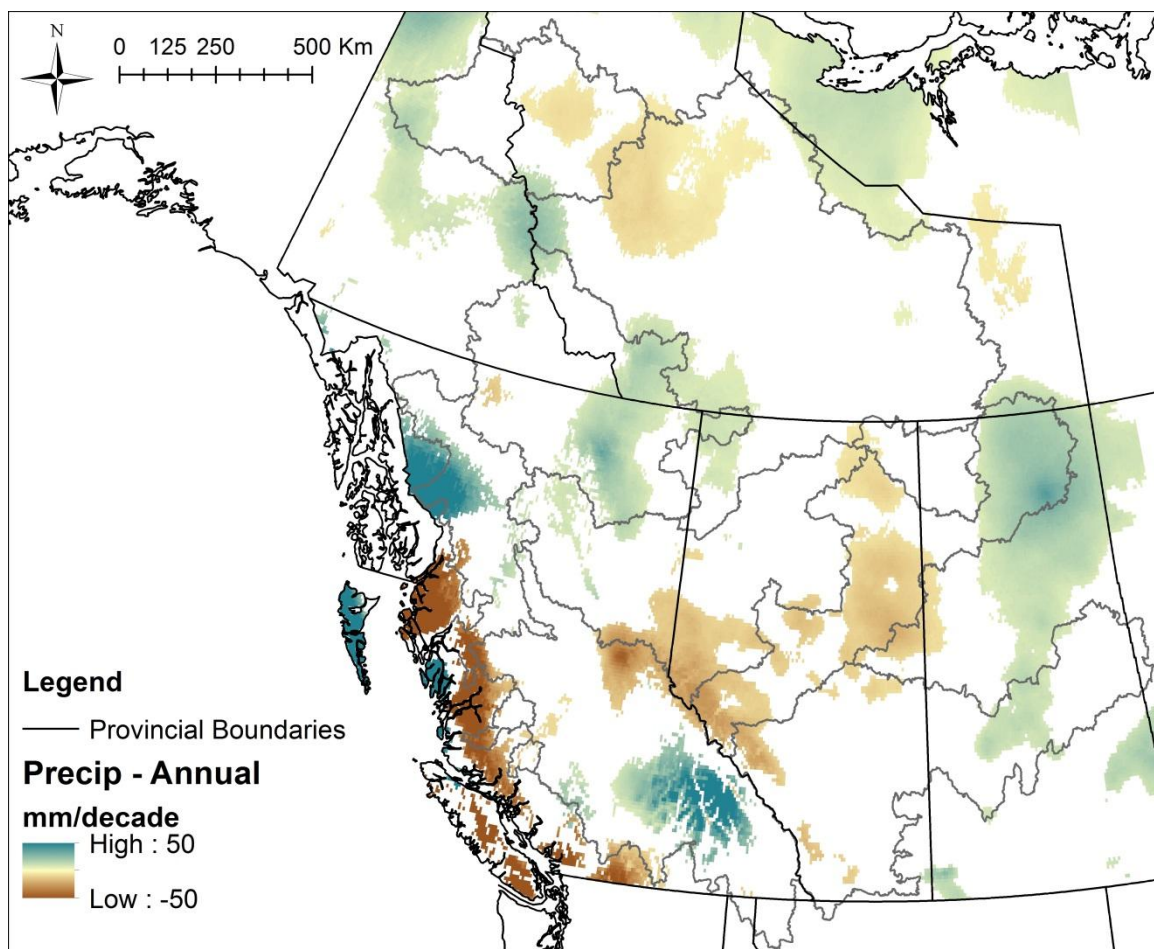 N
0 125 250 500 Km
Legend
Provincial Boundaries
Precip - Annual
mm/decade
High : 50
Low : -50